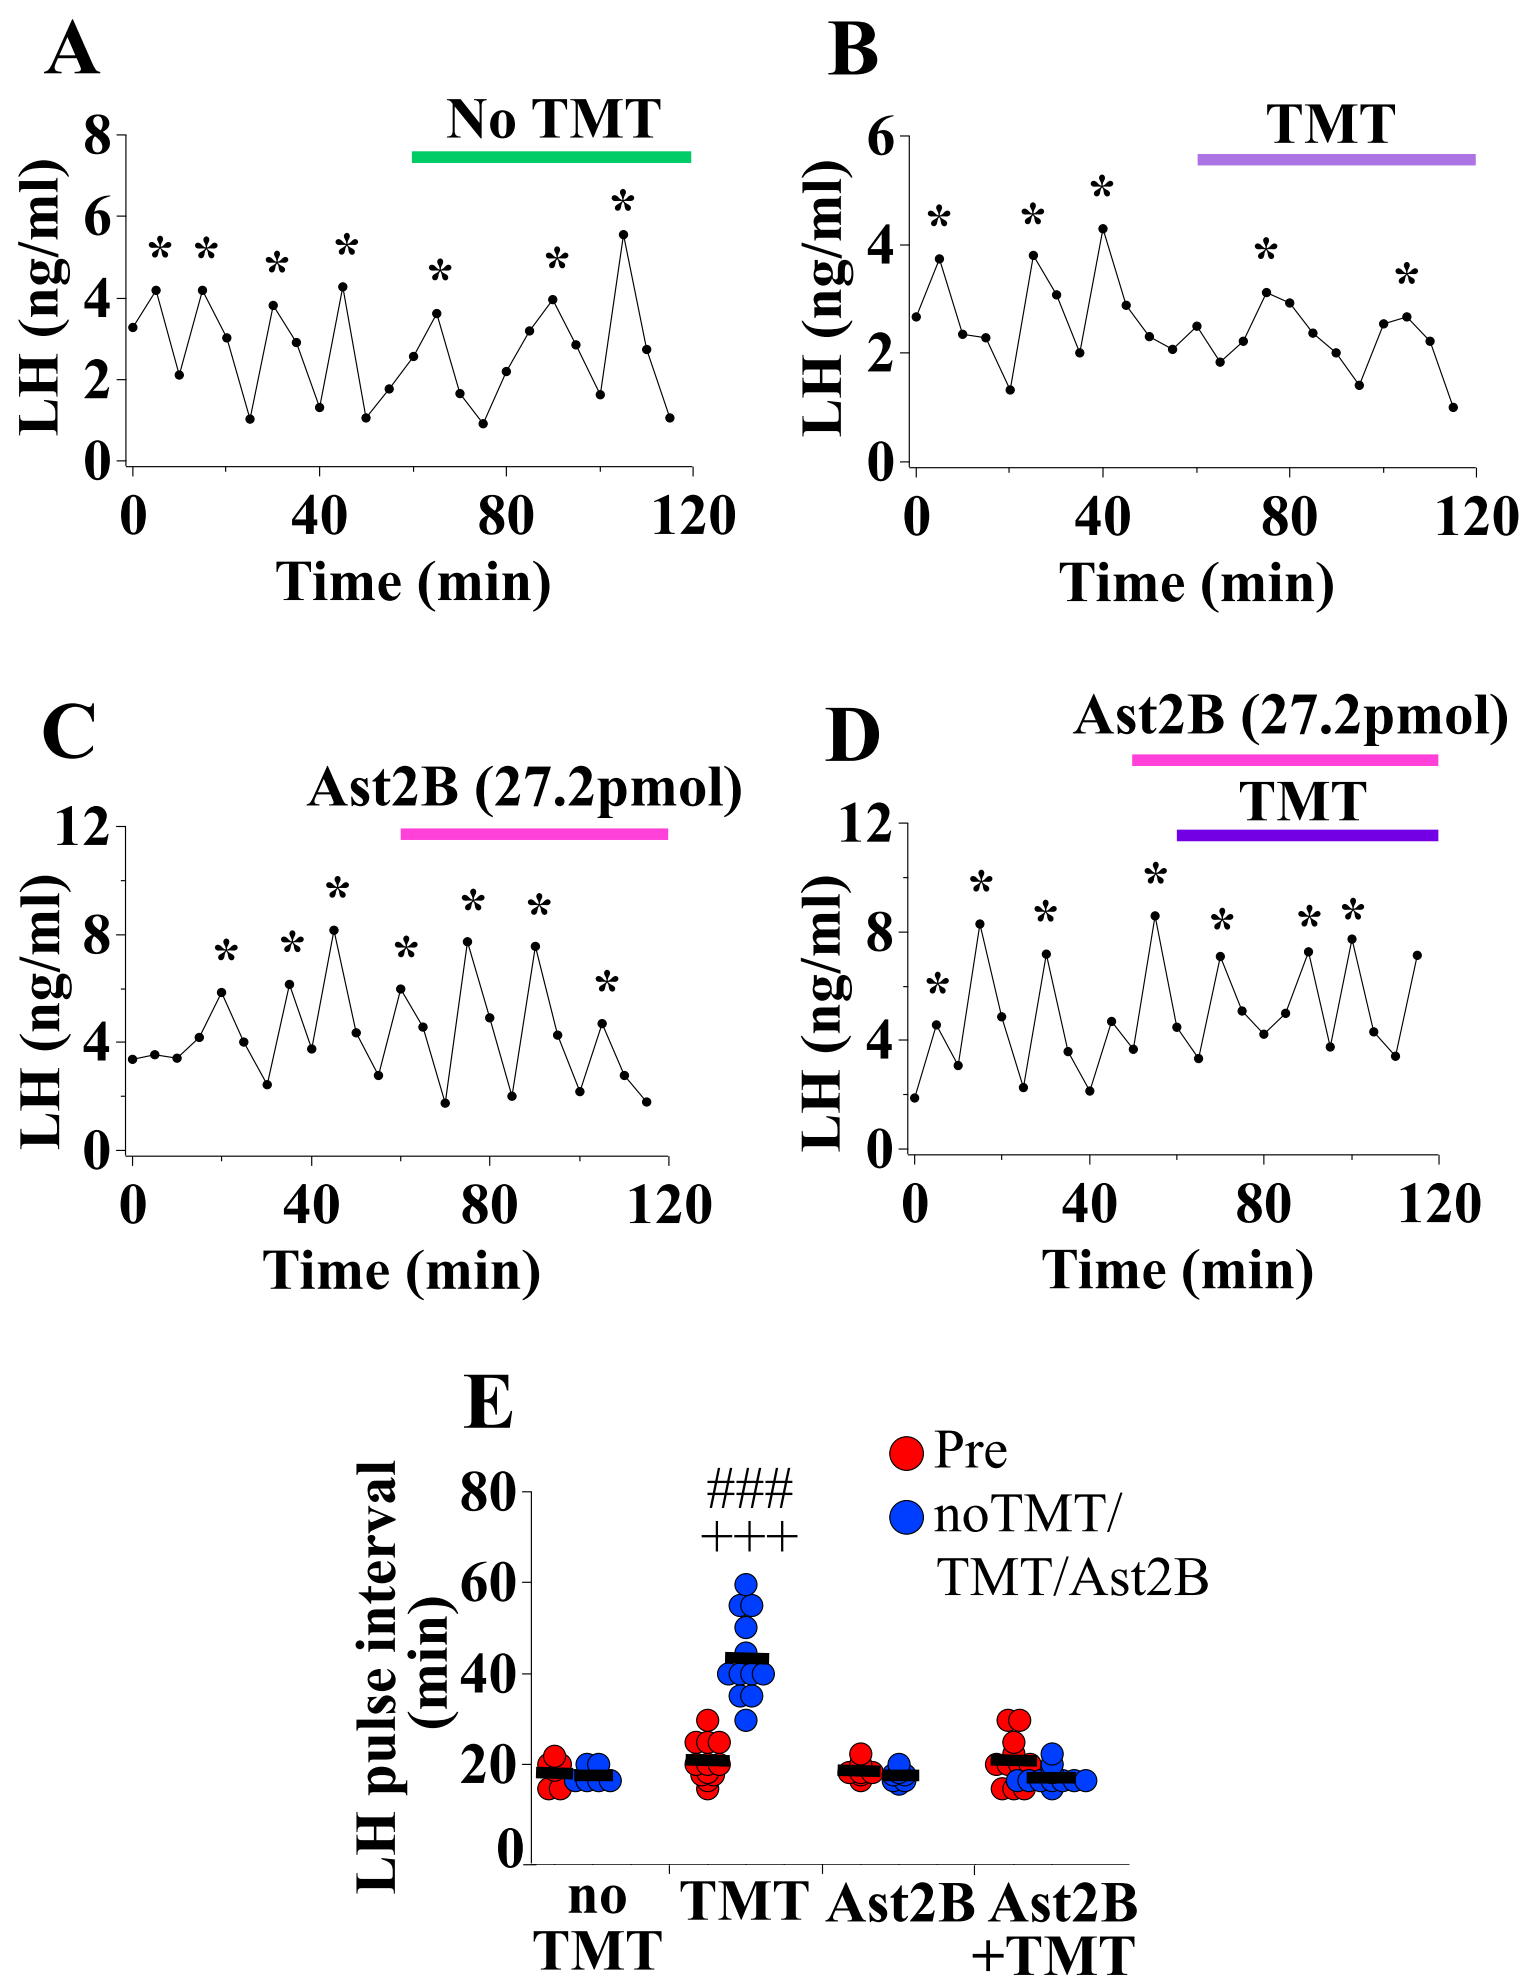 A
No TMT
LH (ng/ml)
8
6
4
2
0
* * * * * * *
0 40 80 120
Time (min)
B
TMT
LH (ng/ml)
6
4
2
0
* * * * *
0 40 80 120
Time (min)
C
Ast2B (27.2pmol)
LH (ng/ml)
12
8
4
0
* * * * * * *
0 40 80 120
Time (min)
D
Ast2B (27.2pmol)
TMT
LH (ng/ml)
12
8
4
0
* * * * * * *
0 40 80 120
Time (min)
E
LH pulse interval
(min)
80
60
40
20
0
###
+++
Pre
noTMT/
TMT/Ast2B
no
TMT
TMT
Ast2B
Ast2B
+TMT